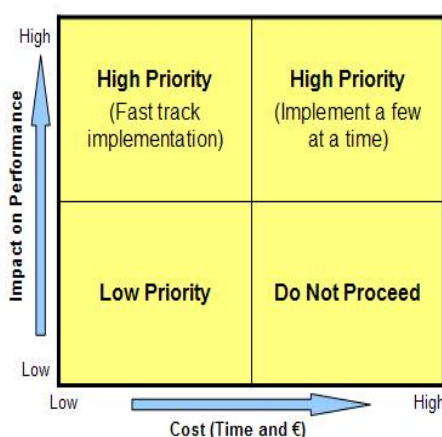 High
High Priority
(Fast track
implementation)
High Priority
(Implement a few
at a time)
Impact on Performance
Low Priority
Do Not Proceed
Low
Low
High
Cost (Time and €)